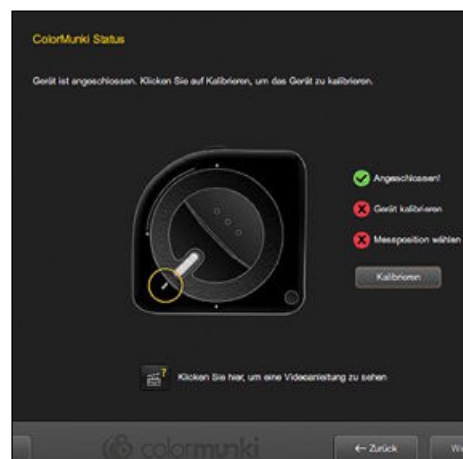 ColorMunki Status
Gerät ist angeschlossen. Klicken Sie auf Kalibrieren, um das Gerät zu kalibrieren.
Angeschlossen!
Gerät kalibrieren
Messposition wählen
Kalibrieren
?
Klicken Sie hier, um eine Videoanleitung zu sehen
colormunki
← Zurück